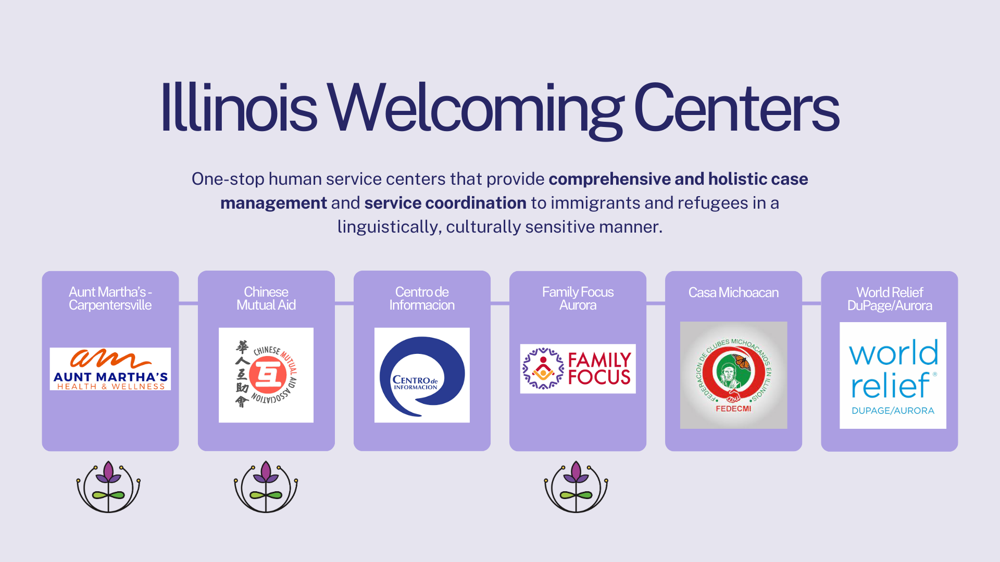 Illinois Welcoming Centers
One-stop human service centers that provide comprehensive and holistic case
management and service coordination to immigrants and refugees in a
linguistically, culturally sensitive manner.
Aunt Martha's -
Carpentersville
am
AUNT MARTHA'S
HEALTH & WELLNESS
Chinese
Mutual Aid
華人互助會
CHINESE MUTUAL AID ASSOCIATION
互
Centro de
Informacion
CENTRO de
INFORMACION
Family Focus
Aurora
FAMILY
FOCUS
Casa Michoacan
FEDERACION DE CLUBES MICHOACANOS EN ILLINOIS
FEDECMI
World Relief
DuPage/Aurora
world
relief®
DUPAGE/AURORA